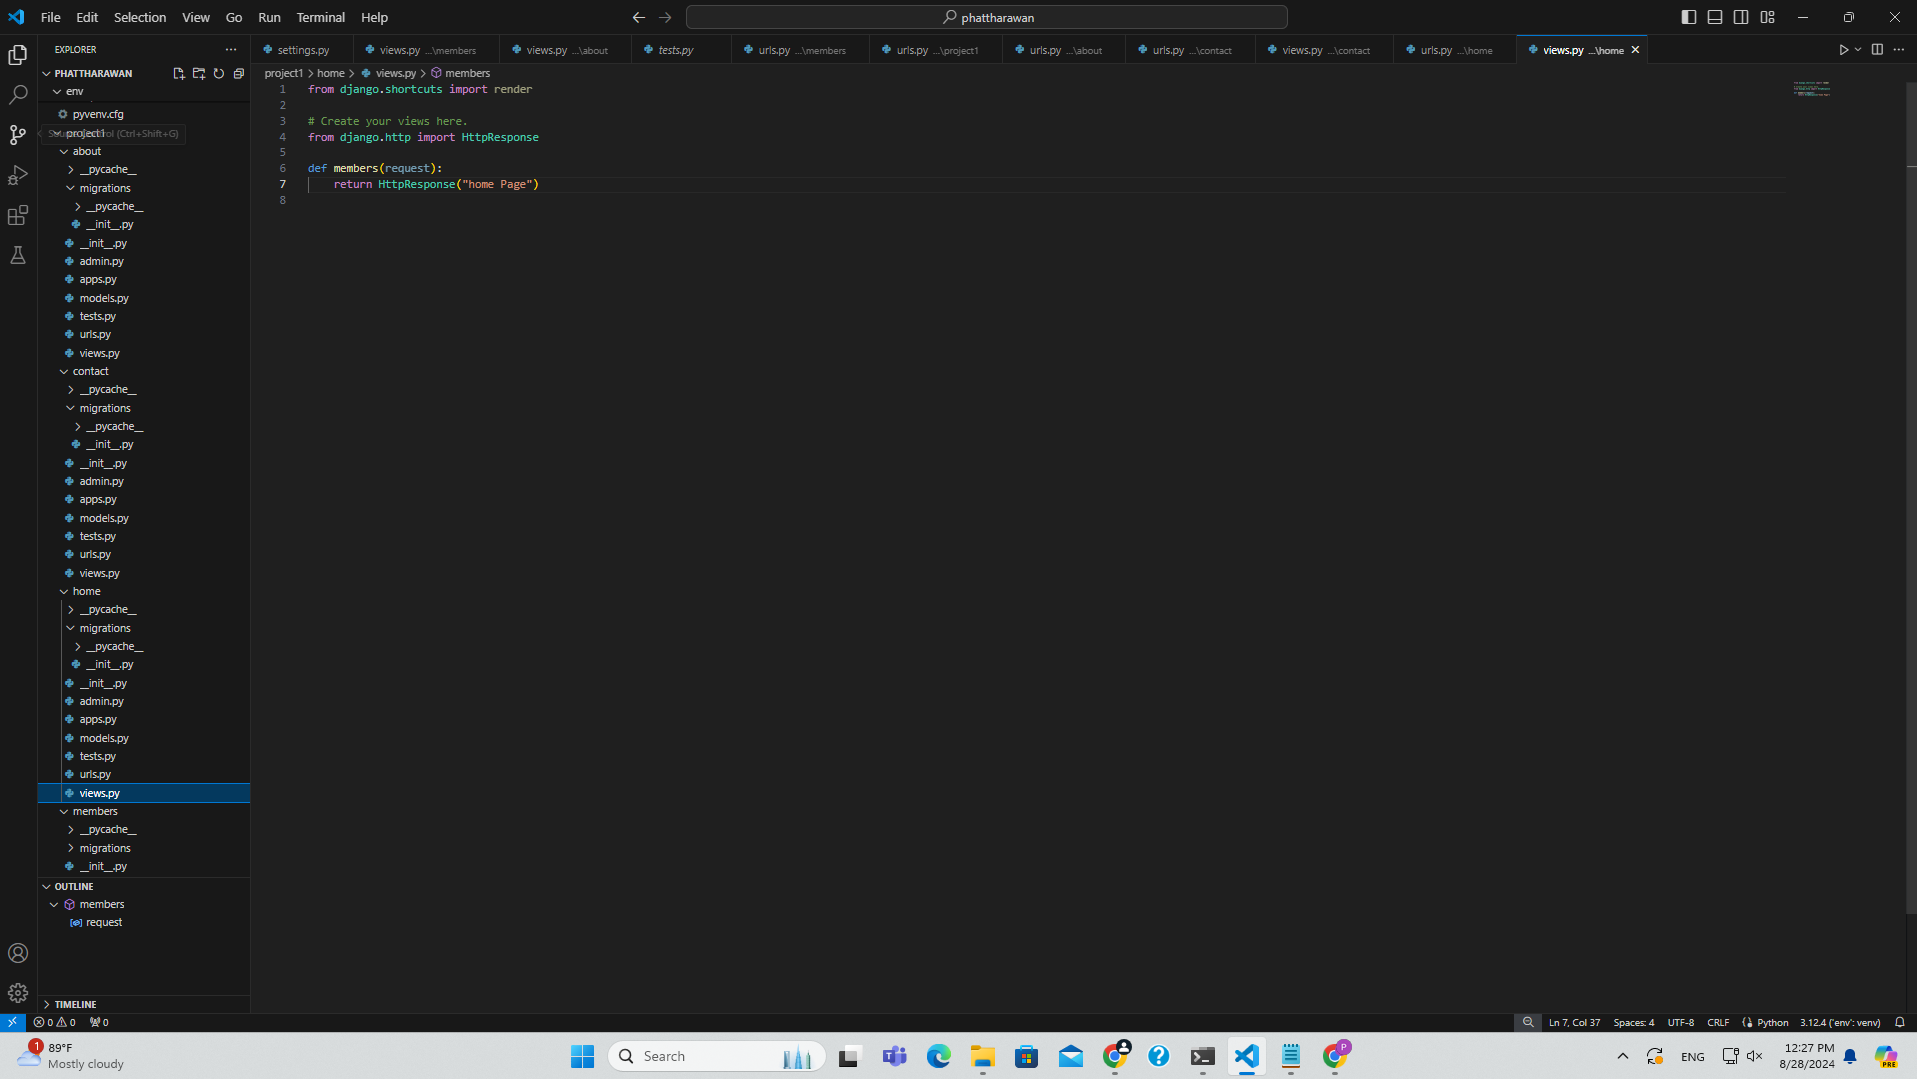 File Edit Selection View Go Run Terminal Help
phattharawan
EXPLORER
settings.py
views.py ...\members
views.py ...\about
tests.py
urls.py ...\members
urls.py ...\project1
urls.py ...\about
urls.py ...\contact
views.py ...\contact
urls.py ...\home
views.py ...\home
PHATTHARAWAN
project1 > home > views.py > members
env
pyvenv.cfg
project1
Source Control (Ctrl+Shift+G)
about
__pycache__
migrations
__pycache__
__init__.py
__init__.py
admin.py
apps.py
models.py
tests.py
urls.py
views.py
contact
__pycache__
migrations
__pycache__
__init__.py
__init__.py
admin.py
apps.py
models.py
tests.py
urls.py
views.py
home
__pycache__
migrations
__pycache__
__init__.py
__init__.py
admin.py
apps.py
models.py
tests.py
urls.py
views.py
members
__pycache__
migrations
__init__.py
OUTLINE
members
request
TIMELINE
1 from django.shortcuts import render
2
3 # Create your views here.
4 from django.http import HttpResponse
5
6 def members(request):
7 return HttpResponse("home Page")
8
0 0 0
Ln 7, Col 37 Spaces: 4 UTF-8 CRLF Python 3.12.4 ('env': venv)
1
89°F
Mostly cloudy
Search
P
ENG
12:27 PM
8/28/2024
PRE